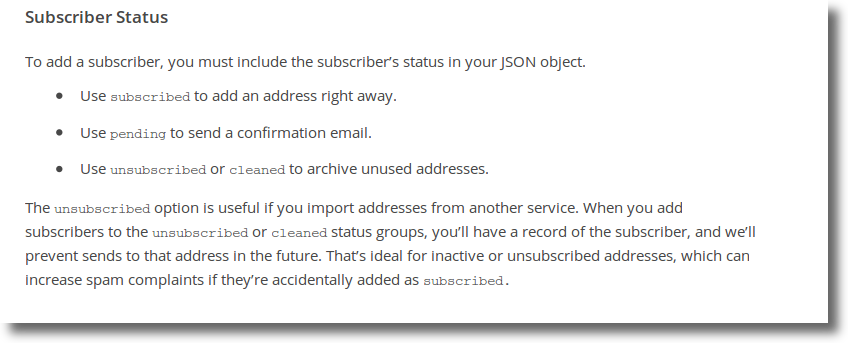 Subscriber Status
To add a subscriber, you must include the subscriber’s status in your JSON object.
● Use subscribed to add an address right away.
● Use pending to send a confirmation email.
● Use unsubscribed or cleaned to archive unused addresses.
The unsubscribed option is useful if you import addresses from another service. When you add
subscribers to the unsubscribed or cleaned status groups, you’ll have a record of the subscriber, and we’ll
prevent sends to that address in the future. That’s ideal for inactive or unsubscribed addresses, which can
increase spam complaints if they’re accidentally added as subscribed.